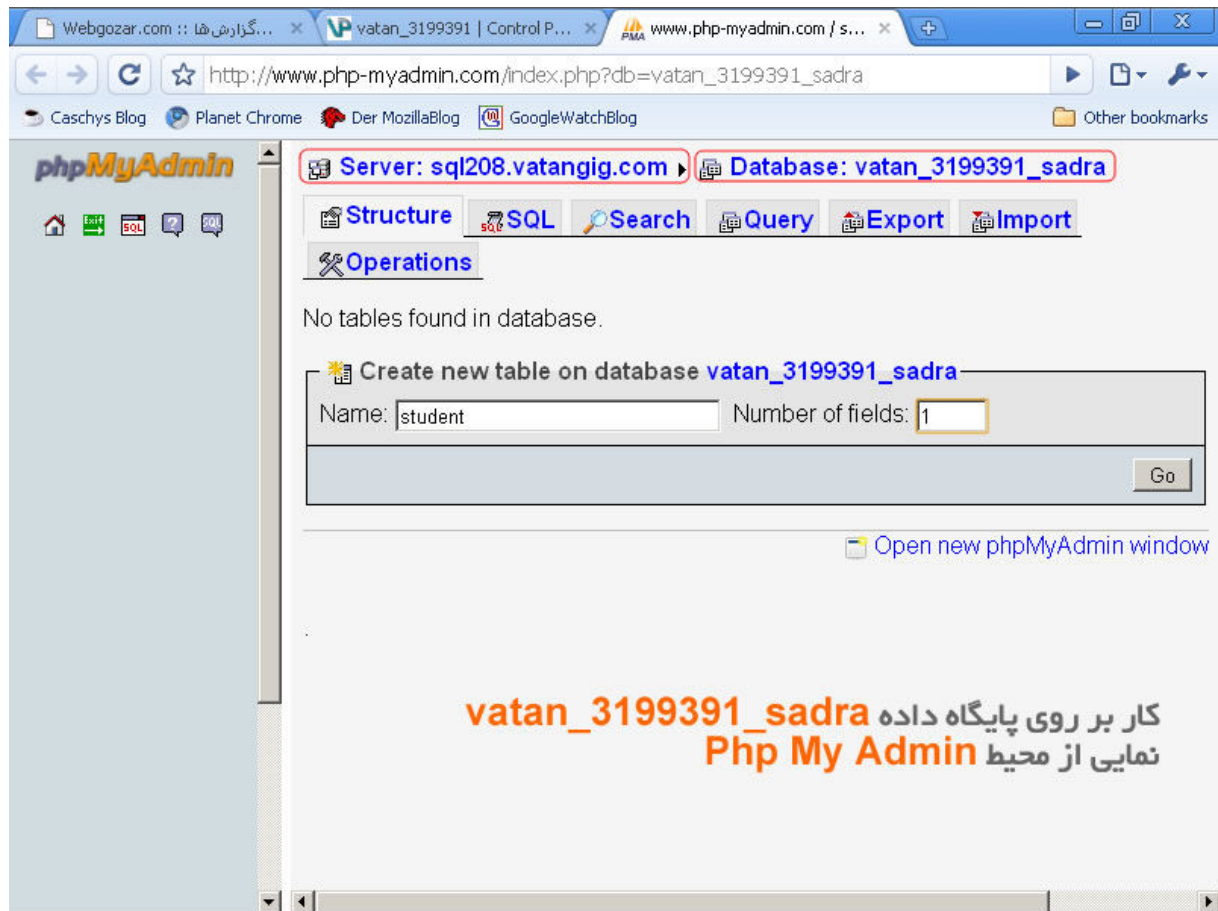 Webgozar.com :: گزارش‌ها...
vatan_3199391 | Control P...
PMA
www.php-myadmin.com / s...
http://www.php-myadmin.com/index.php?db=vatan_3199391_sadra
Caschys Blog
Planet Chrome
Der MozillaBlog
GoogleWatchBlog
Other bookmarks
phpMyAdmin
Exit
SQL
SQL
Server: sql208.vatangig.com
Database: vatan_3199391_sadra
Structure
SQL
Search
Query
Export
Import
Operations
No tables found in database.
Create new table on database vatan_3199391_sadra
Name: student Number of fields: 1
Go
Open new phpMyAdmin window
.
کار بر روی پایگاه داده vatan_3199391_sadra
نمایی از محیط Php My Admin